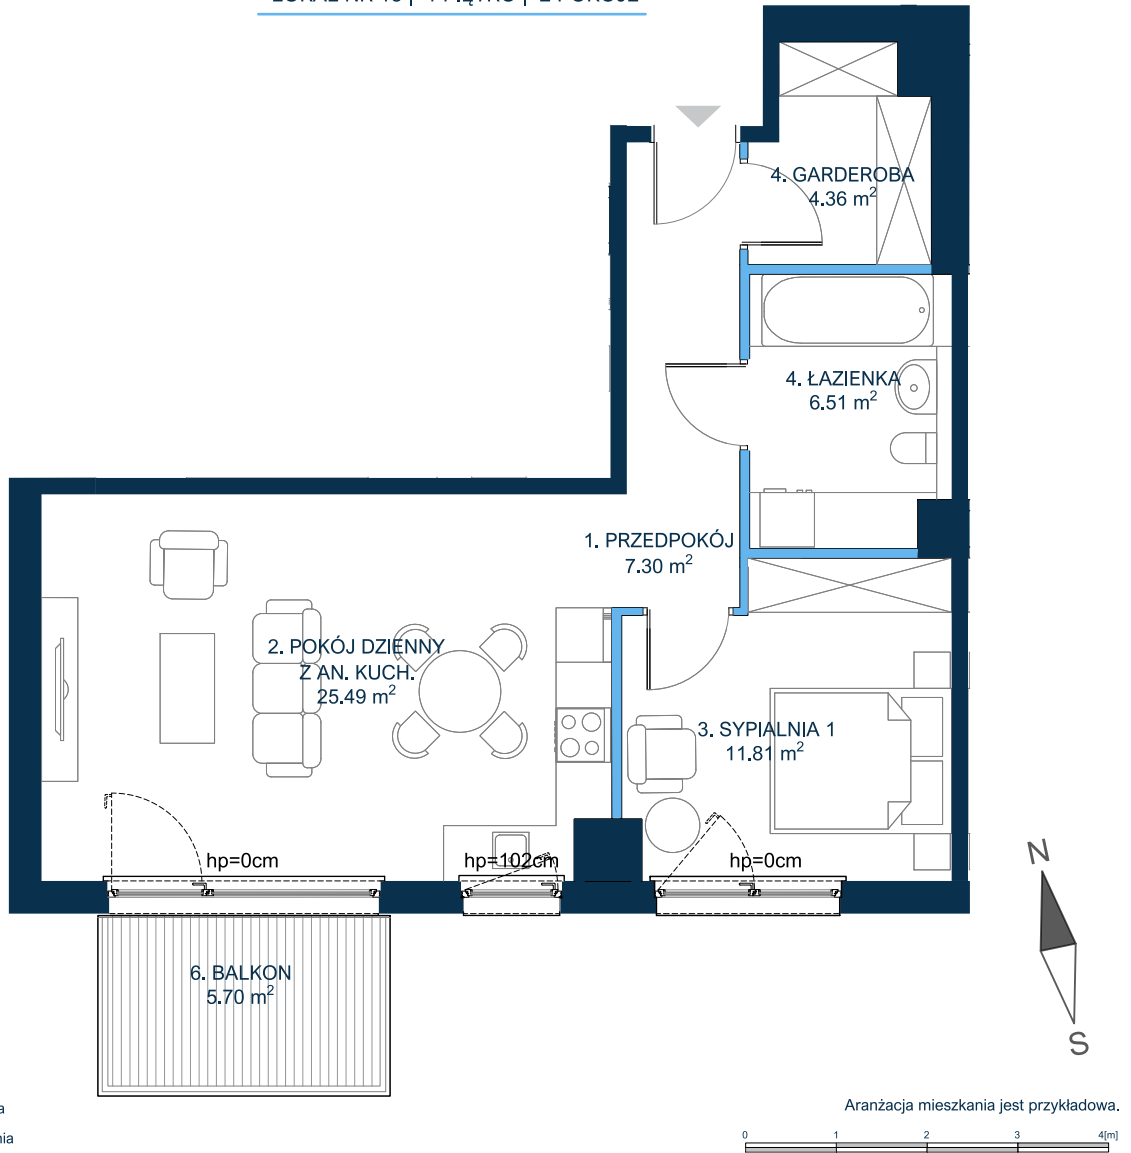 4. GARDEROBA
4.36 m²
4. ŁAZIENKA
6.51 m²
1. PRZEDPOKÓJ
7.30 m²
2. POKÓJ DZIENNY
Z AN. KUCH.
25.49 m²
3. SYPIALNIA 1
11.81 m²
hp=0cm
hp=102cm
hp=0cm
N
6. BALKON
5.70 m²
S
Aranżacja mieszkania jest przykładowa.
0 1 2 3 4[m]